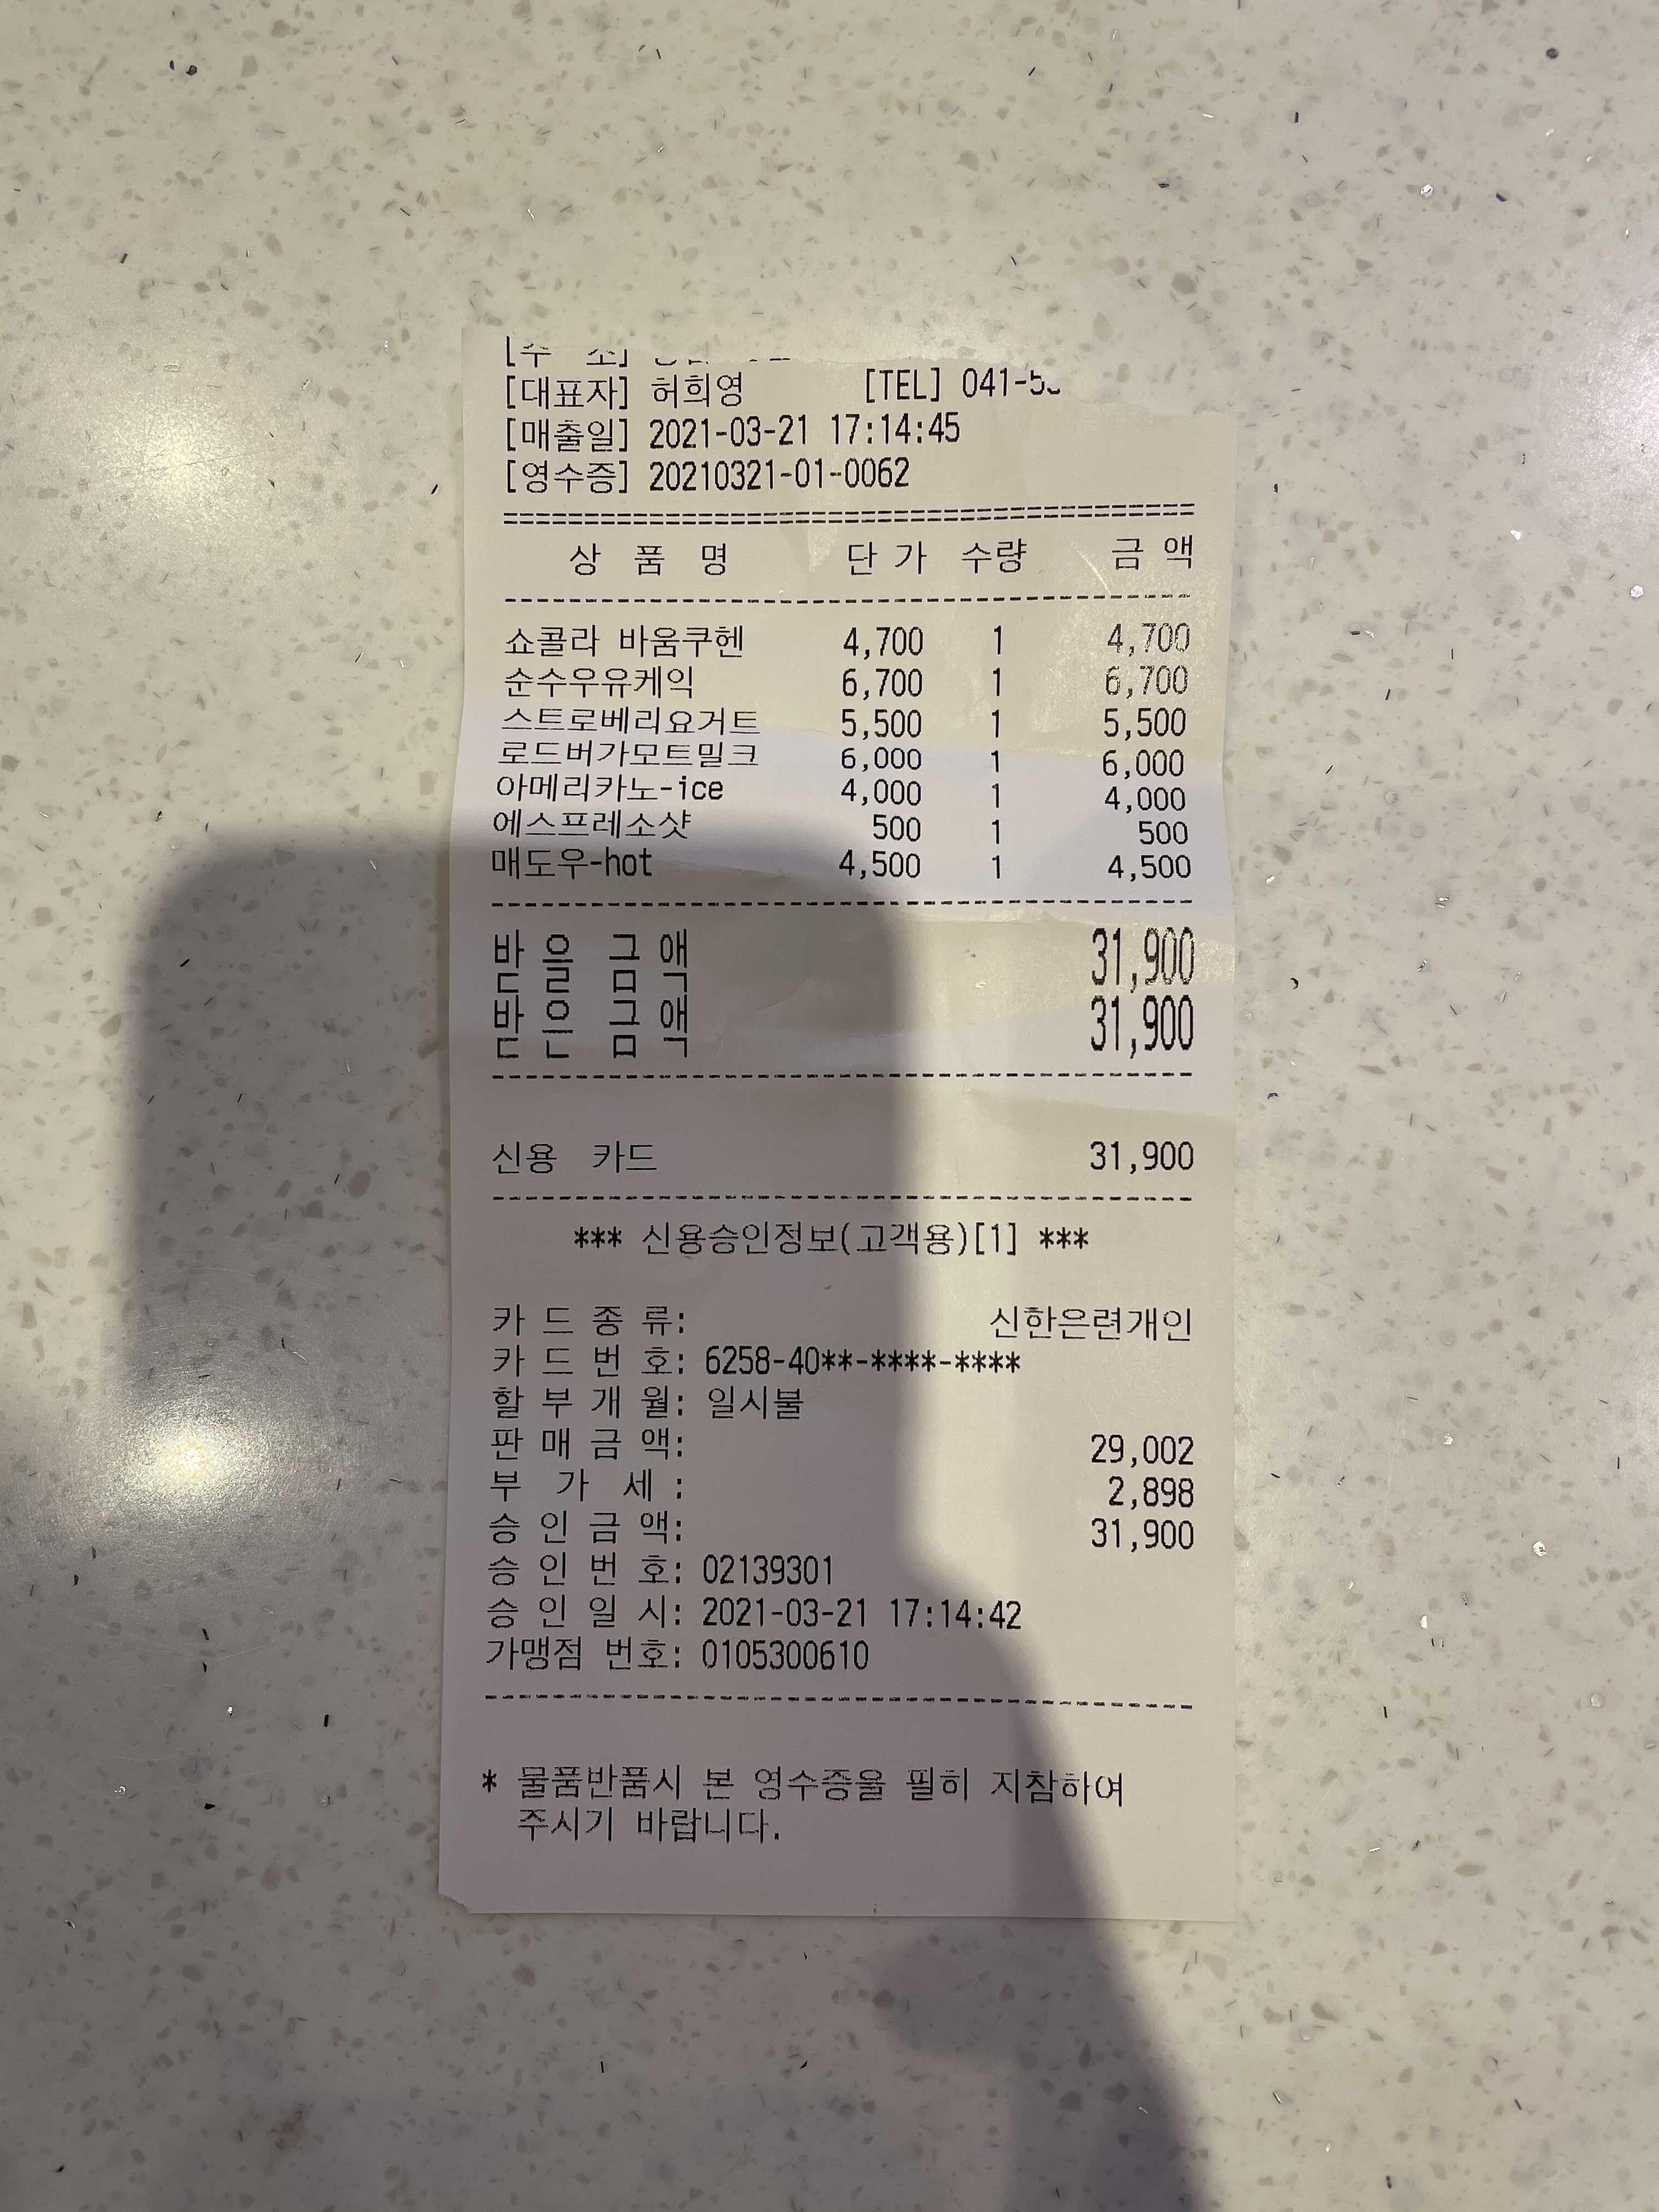 [주 소]
[대표자] 허희영 [TEL] 041-5
[매출일] 2021-03-21 17:14:45
[영수증] 20210321-01-0062
========================================
상 품 명 단 가 수량 금 액
----------------------------------------
쇼콜라 바움쿠헨 4,700 1 4,700
순수우유케익 6,700 1 6,700
스트로베리요거트 5,500 1 5,500
로드버가모트밀크 6,000 1 6,000
아메리카노-ice 4,000 1 4,000
에스프레소샷 500 1 500
매도우-hot 4,500 1 4,500
----------------------------------------
받 을 금 액 31,900
받 은 금 액 31,900
----------------------------------------
신용 카드 31,900
----------------------------------------
*** 신용승인정보(고객용)[1] ***
카 드 종 류: 신한은련개인
카 드 번 호: 6258-40**-****-****
할 부 개 월: 일시불
판 매 금 액: 29,002
부 가 세 : 2,898
승 인 금 액: 31,900
승 인 번 호: 02139301
승 인 일 시: 2021-03-21 17:14:42
가맹점 번호: 0105300610
----------------------------------------
* 물품반품시 본 영수증을 필히 지참하여
주시기 바랍니다.